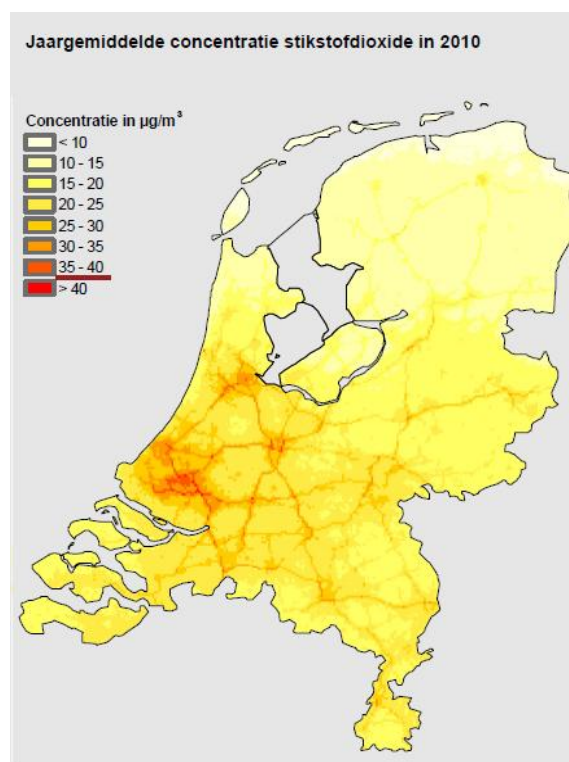 Jaargemiddelde concentratie stikstofdioxide in 2010
Concentratie in µg/m³
< 10
10 - 15
15 - 20
20 - 25
25 - 30
30 - 35
35 - 40
> 40